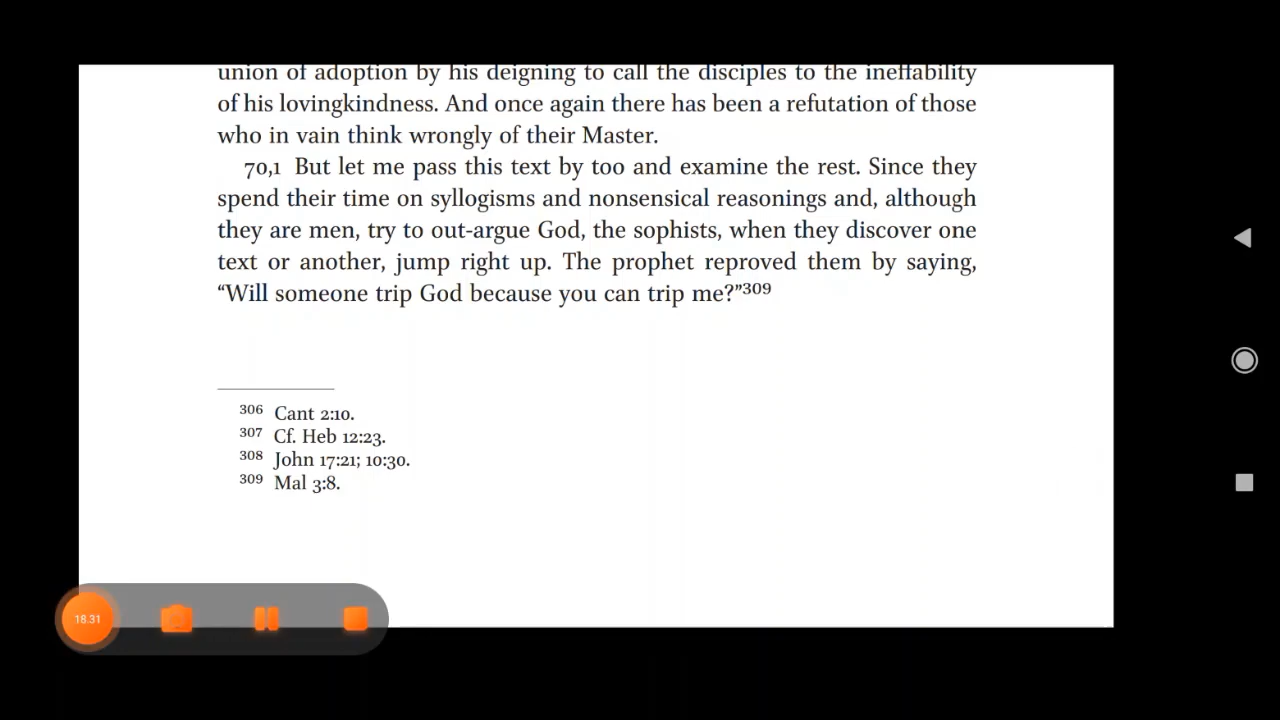 union of adoption by his deigning to call the disciples to the ineffability
of his lovingkindness. And once again there has been a refutation of those
who in vain think wrongly of their Master.
70,1 But let me pass this text by too and examine the rest. Since they
spend their time on syllogisms and nonsensical reasonings and, although
they are men, try to out-argue God, the sophists, when they discover one
text or another, jump right up. The prophet reproved them by saying,
“Will someone trip God because you can trip me?”309
306 Cant 2:10.
307 Cf. Heb 12:23.
308 John 17:21; 10:30.
309 Mal 3:8.
18:31